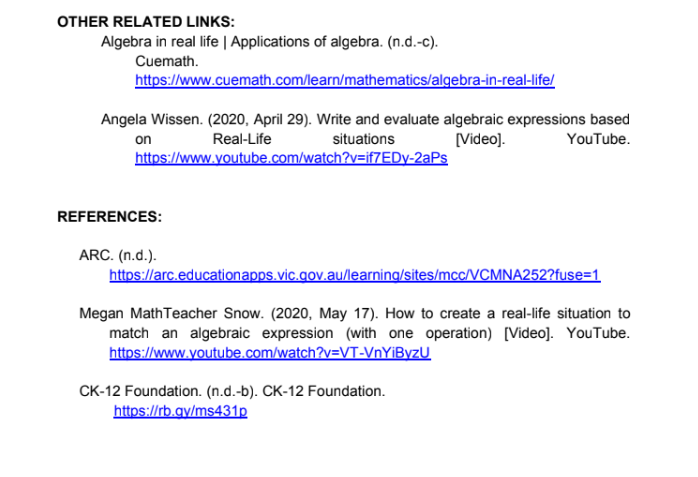 OTHER RELATED LINKS:
Algebra in real life | Applications of algebra. (n.d.-c).
Cuemath.
https://www.cuemath.com/learn/mathematics/algebra-in-real-life/
Angela Wissen. (2020, April 29). Write and evaluate algebraic expressions based
on Real-Life situations [Video]. YouTube.
https://www.youtube.com/watch?v=if7EDy-2aPs
REFERENCES:
ARC. (n.d.).
https://arc.educationapps.vic.gov.au/learning/sites/mcc/VCMNA252?fuse=1
Megan MathTeacher Snow. (2020, May 17). How to create a real-life situation to
match an algebraic expression (with one operation) [Video]. YouTube.
https://www.youtube.com/watch?v=VT-VnYiByzU
CK-12 Foundation. (n.d.-b). CK-12 Foundation.
https://rb.gy/ms431p